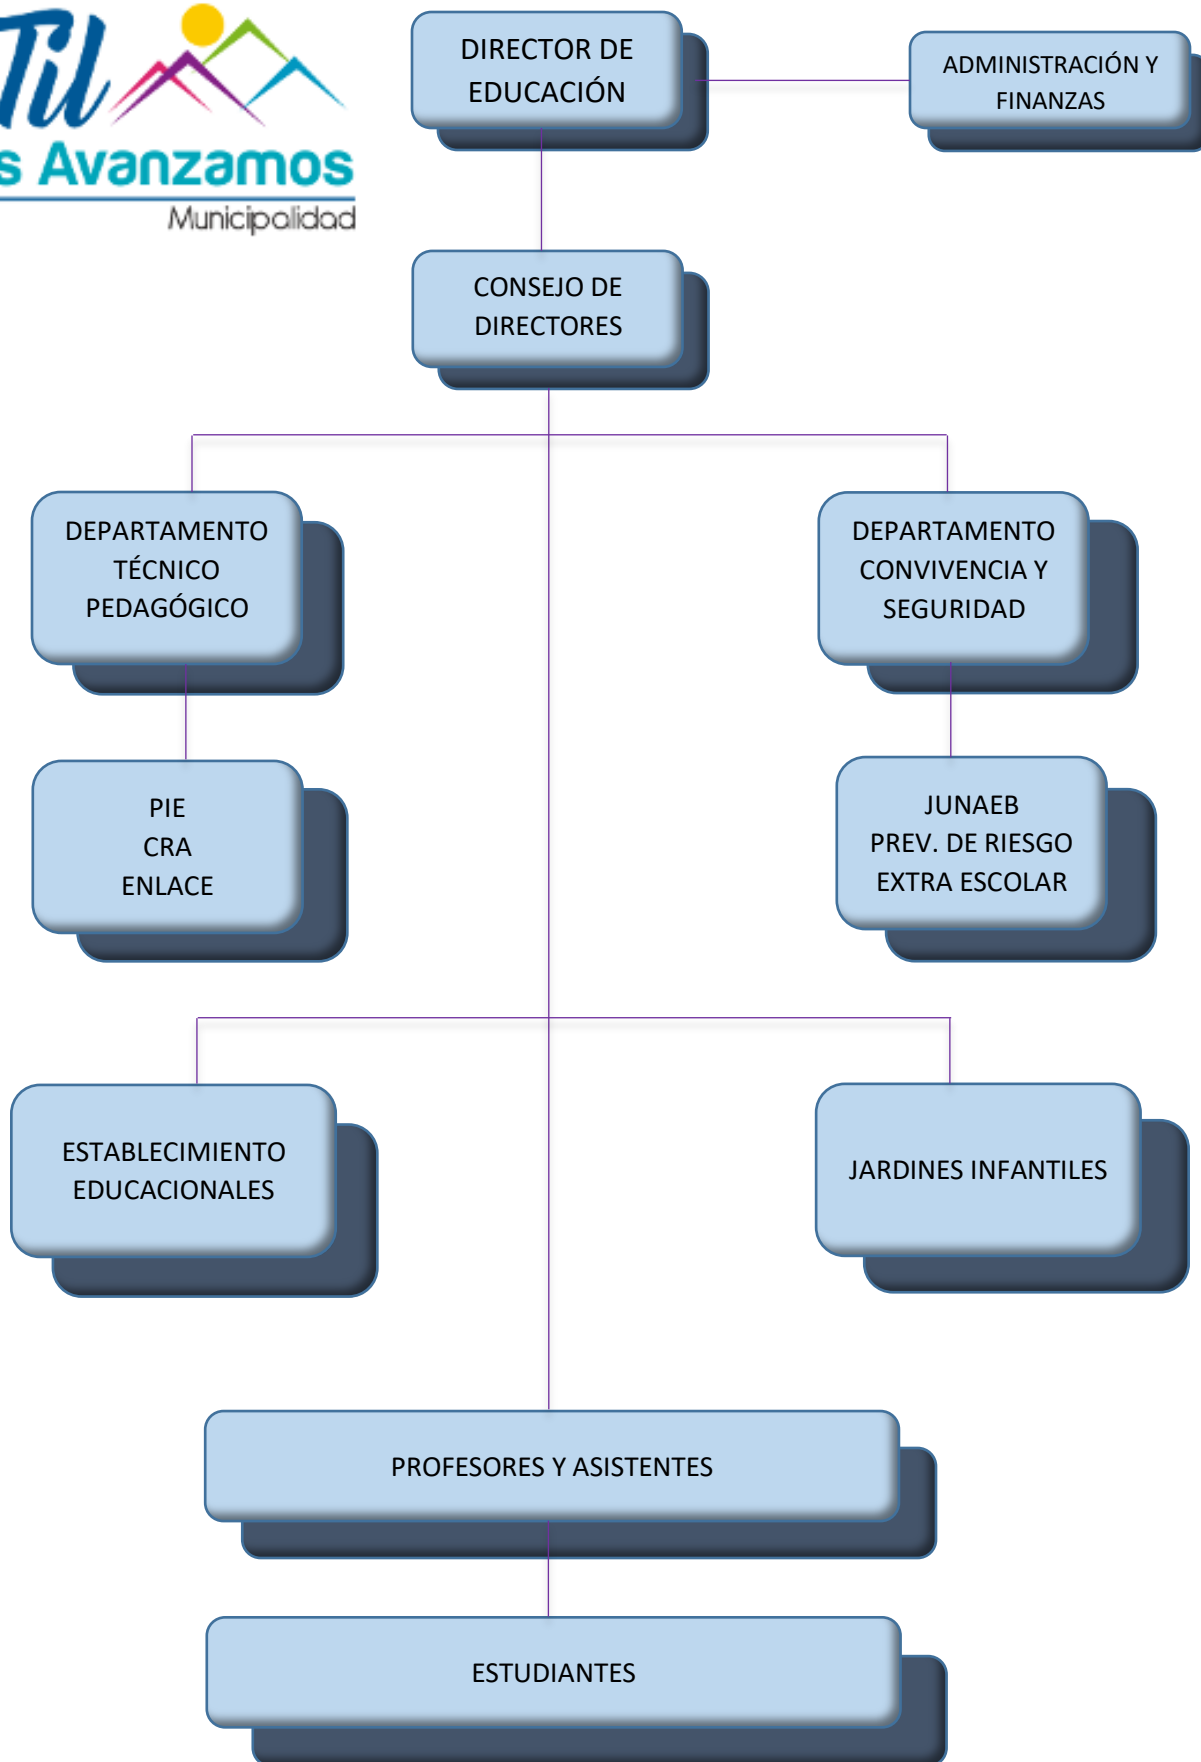 Til
s Avanzamos
Municipalidad
DIRECTOR DE
EDUCACIÓN
ADMINISTRACIÓN Y
FINANZAS
CONSEJO DE
DIRECTORES
DEPARTAMENTO
TÉCNICO
PEDAGÓGICO
DEPARTAMENTO
CONVIVENCIA Y
SEGURIDAD
PIE
CRA
ENLACE
JUNAEB
PREV. DE RIESGO
EXTRA ESCOLAR
ESTABLECIMIENTO
EDUCACIONALES
JARDINES INFANTILES
PROFESORES Y ASISTENTES
ESTUDIANTES